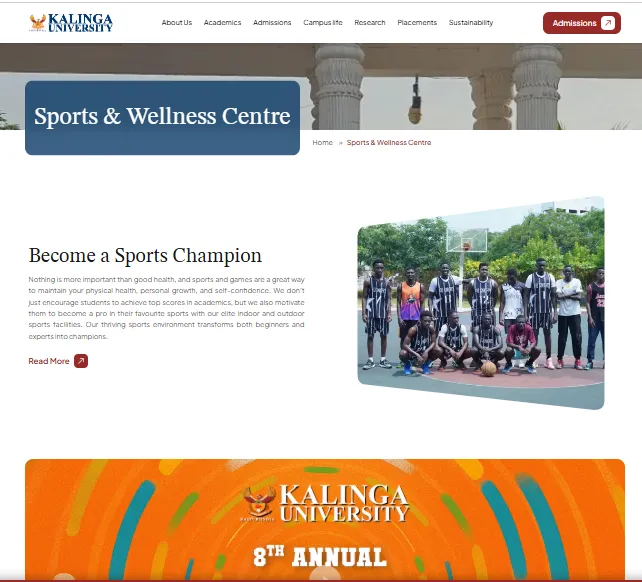 KALINGA
UNIVERSITY
About Us Academics Admissions Campus life Research Placements Sustainability
Admissions
Sports & Wellness Centre
Home » Sports & Wellness Centre
Become a Sports Champion
Nothing is more important than good health, and sports and games are a great way
to maintain your physical health, personal growth, and self-confidence. We don't
just encourage students to achieve top scores in academics, but we also motivate
them to become a pro in their favourite sports with our elite indoor and outdoor
sports facilities. Our thriving sports environment transforms both beginners and
experts into champions.
Read More
KALINGA
UNIVERSITY
8TH ANNUAL